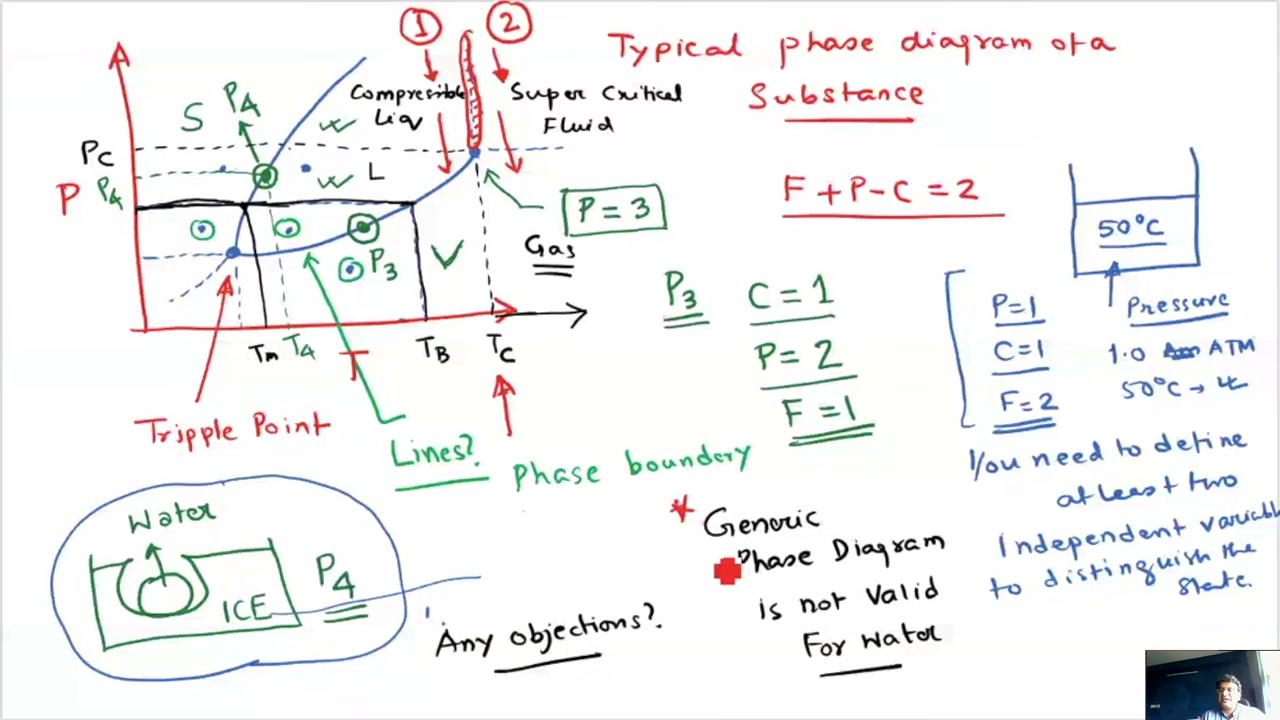 Typical phase diagram of a
Substance
1
2
Compresible
Liq
Super Critical
Fluid
S
P4
L
Pc
P4
P
P3
V
Gas
P = 3
Tm
T4
T
TB
Tc
Tripple Point
Lines?
Phase boundary
F + P - C = 2
P3
C = 1
P = 2
F = 1
50°C
P=1
C=1
F=2
Pressure
1.0
ATM
50°C →
You need to define
at least two
Independent variable
to distinguish the
state.
* Generic
Phase Diagram
is not Valid
For water
Water
ICE
P4
Any objections?